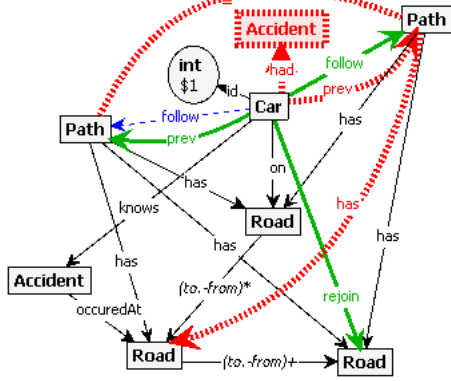 Path
Accident
int
$1
had
follow
prev
id
Car
follow
prev
Path
has
has
on
knows
Road
has
has
has
has
Accident
(to.-from)*
rejoin
occuredAt
Road
(to.-from)+
Road